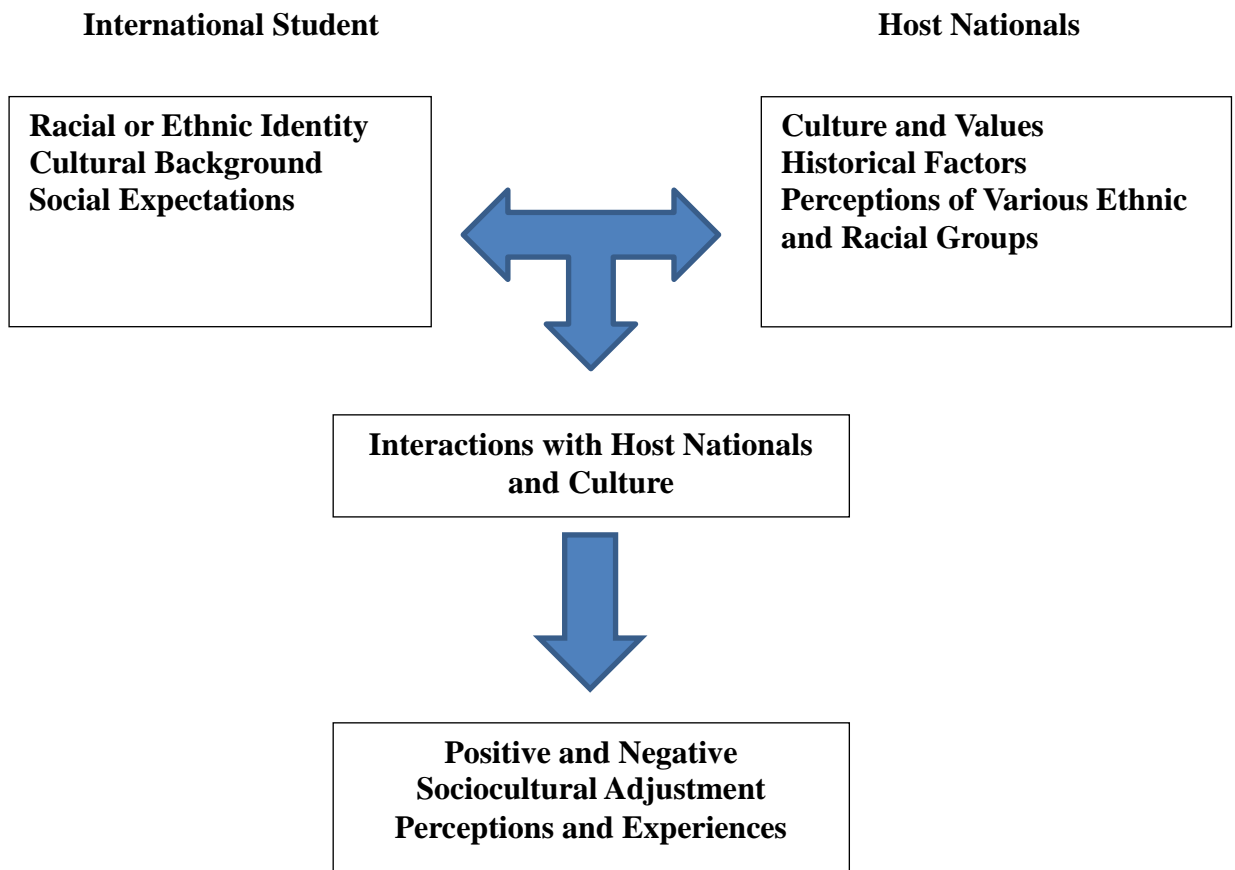 International Student
Host Nationals
Racial or Ethnic Identity
Cultural Background
Social Expectations
Culture and Values
Historical Factors
Perceptions of Various Ethnic
and Racial Groups
Interactions with Host Nationals
and Culture
Positive and Negative
Sociocultural Adjustment
Perceptions and Experiences